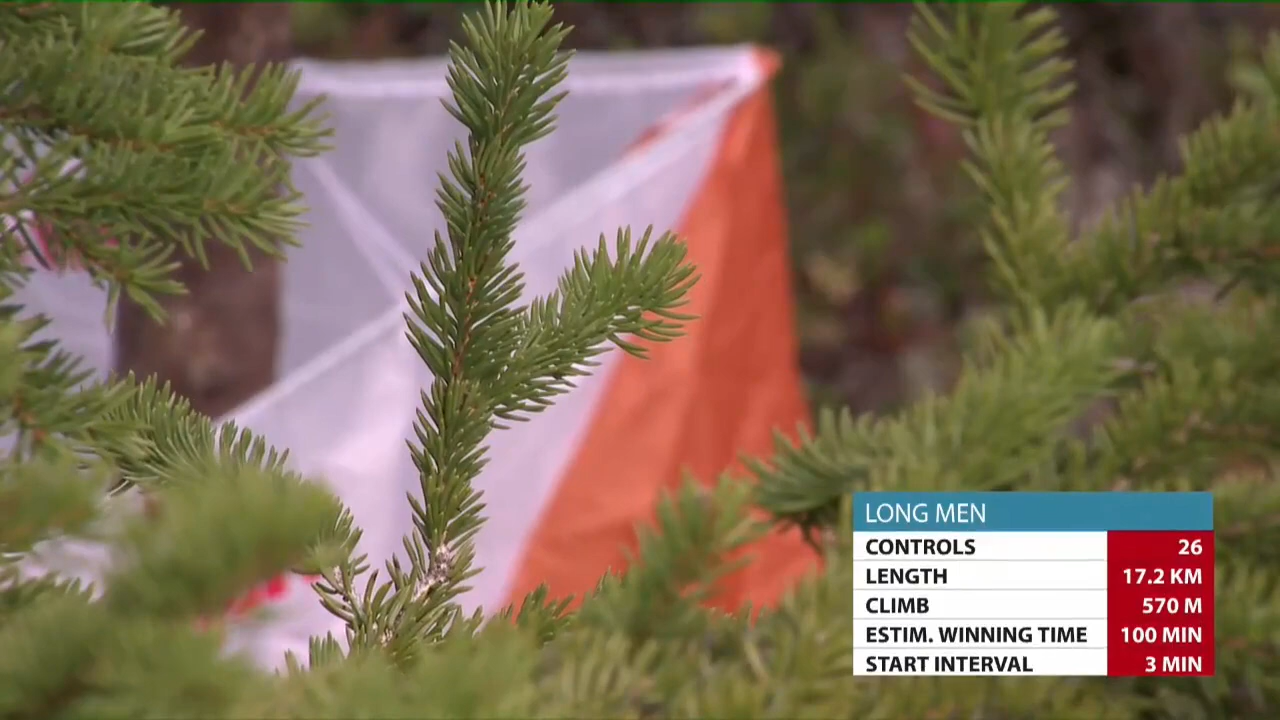 LONG MEN
CONTROLS 26
LENGTH 17.2 KM
CLIMB 570 M
ESTIM. WINNING TIME 100 MIN
START INTERVAL 3 MIN